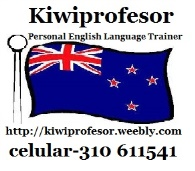 Kiwiprofesor
Personal English Language Trainer
http://kiwiprofesor.weebly.com
celular-310 611541